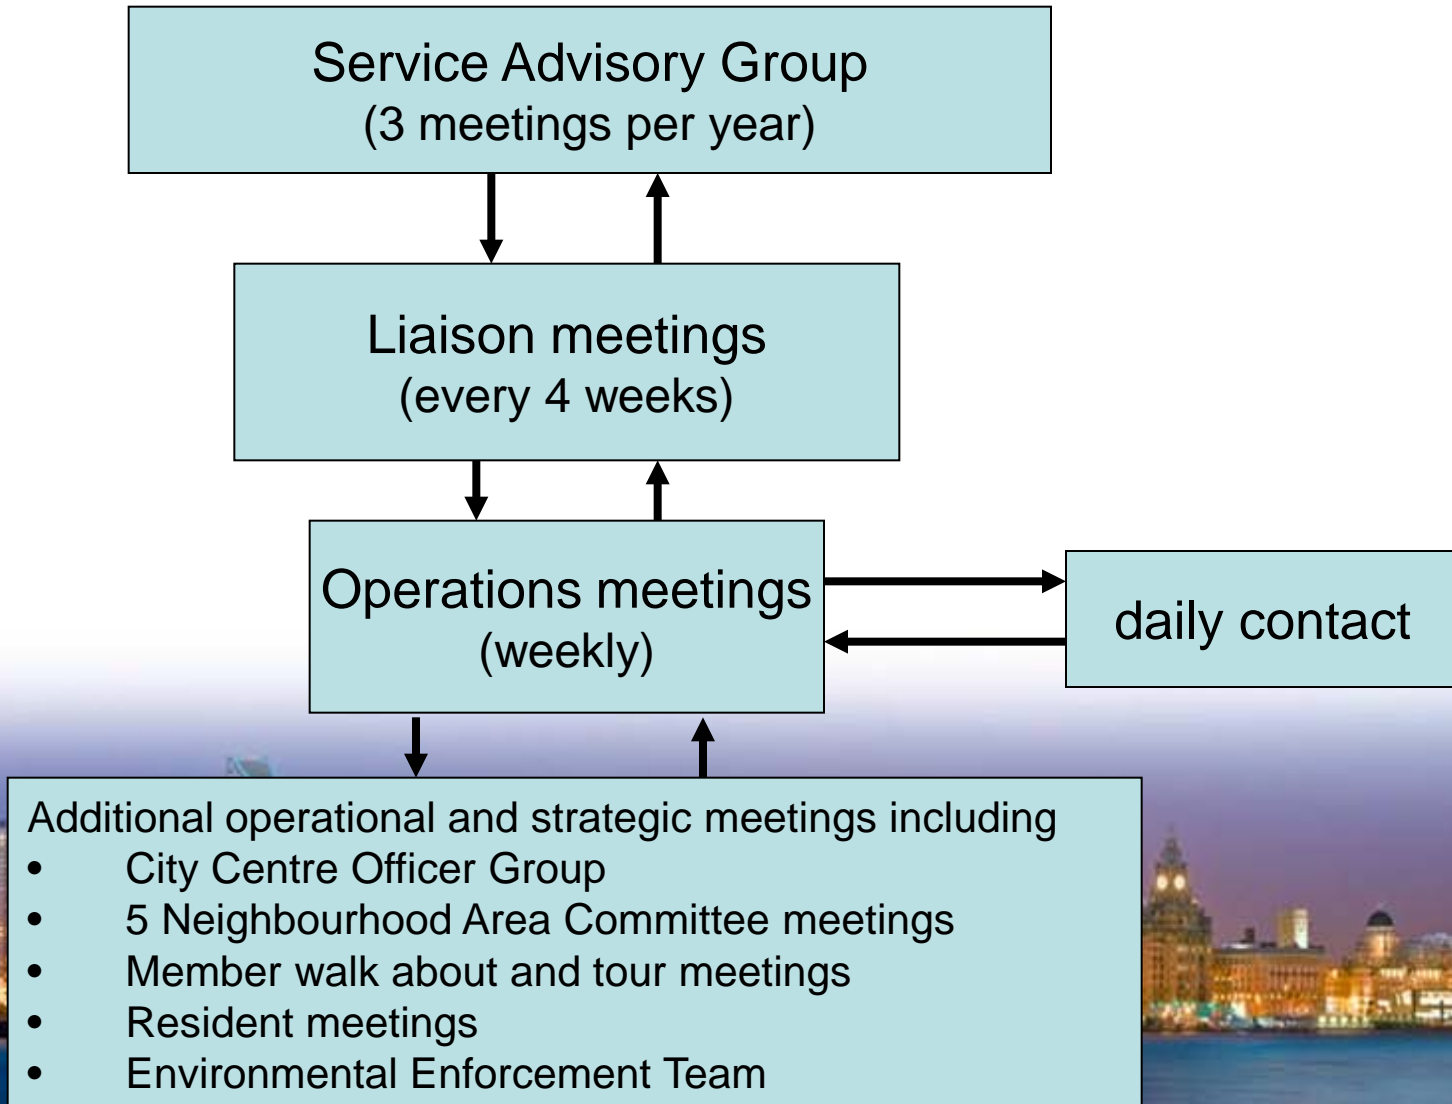 Service Advisory Group
(3 meetings per year)
Liaison meetings
(every 4 weeks)
Operations meetings
(weekly)
daily contact
Additional operational and strategic meetings including
• City Centre Officer Group
• 5 Neighbourhood Area Committee meetings
• Member walk about and tour meetings
• Resident meetings
• Environmental Enforcement Team